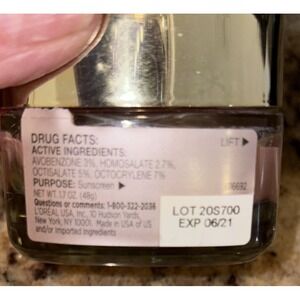 DRUG FACTS:
LIFT ▶
ACTIVE INGREDIENTS:
AVOBENZONE 3%, HOMOSALATE 2.7%,
OCTISALATE 5%, OCTOCRYLENE 7%
PURPOSE: Sunscreen ▶
NET WT. 1.7 OZ. (48g)
Questions or comments: 1-800-322-2036
L'ORÉAL USA, Inc., 10 Hudson Yards,
New York, NY 10001. Made in USA of US
and/or imported ingredients
LOT 20S700
EXP 06/21